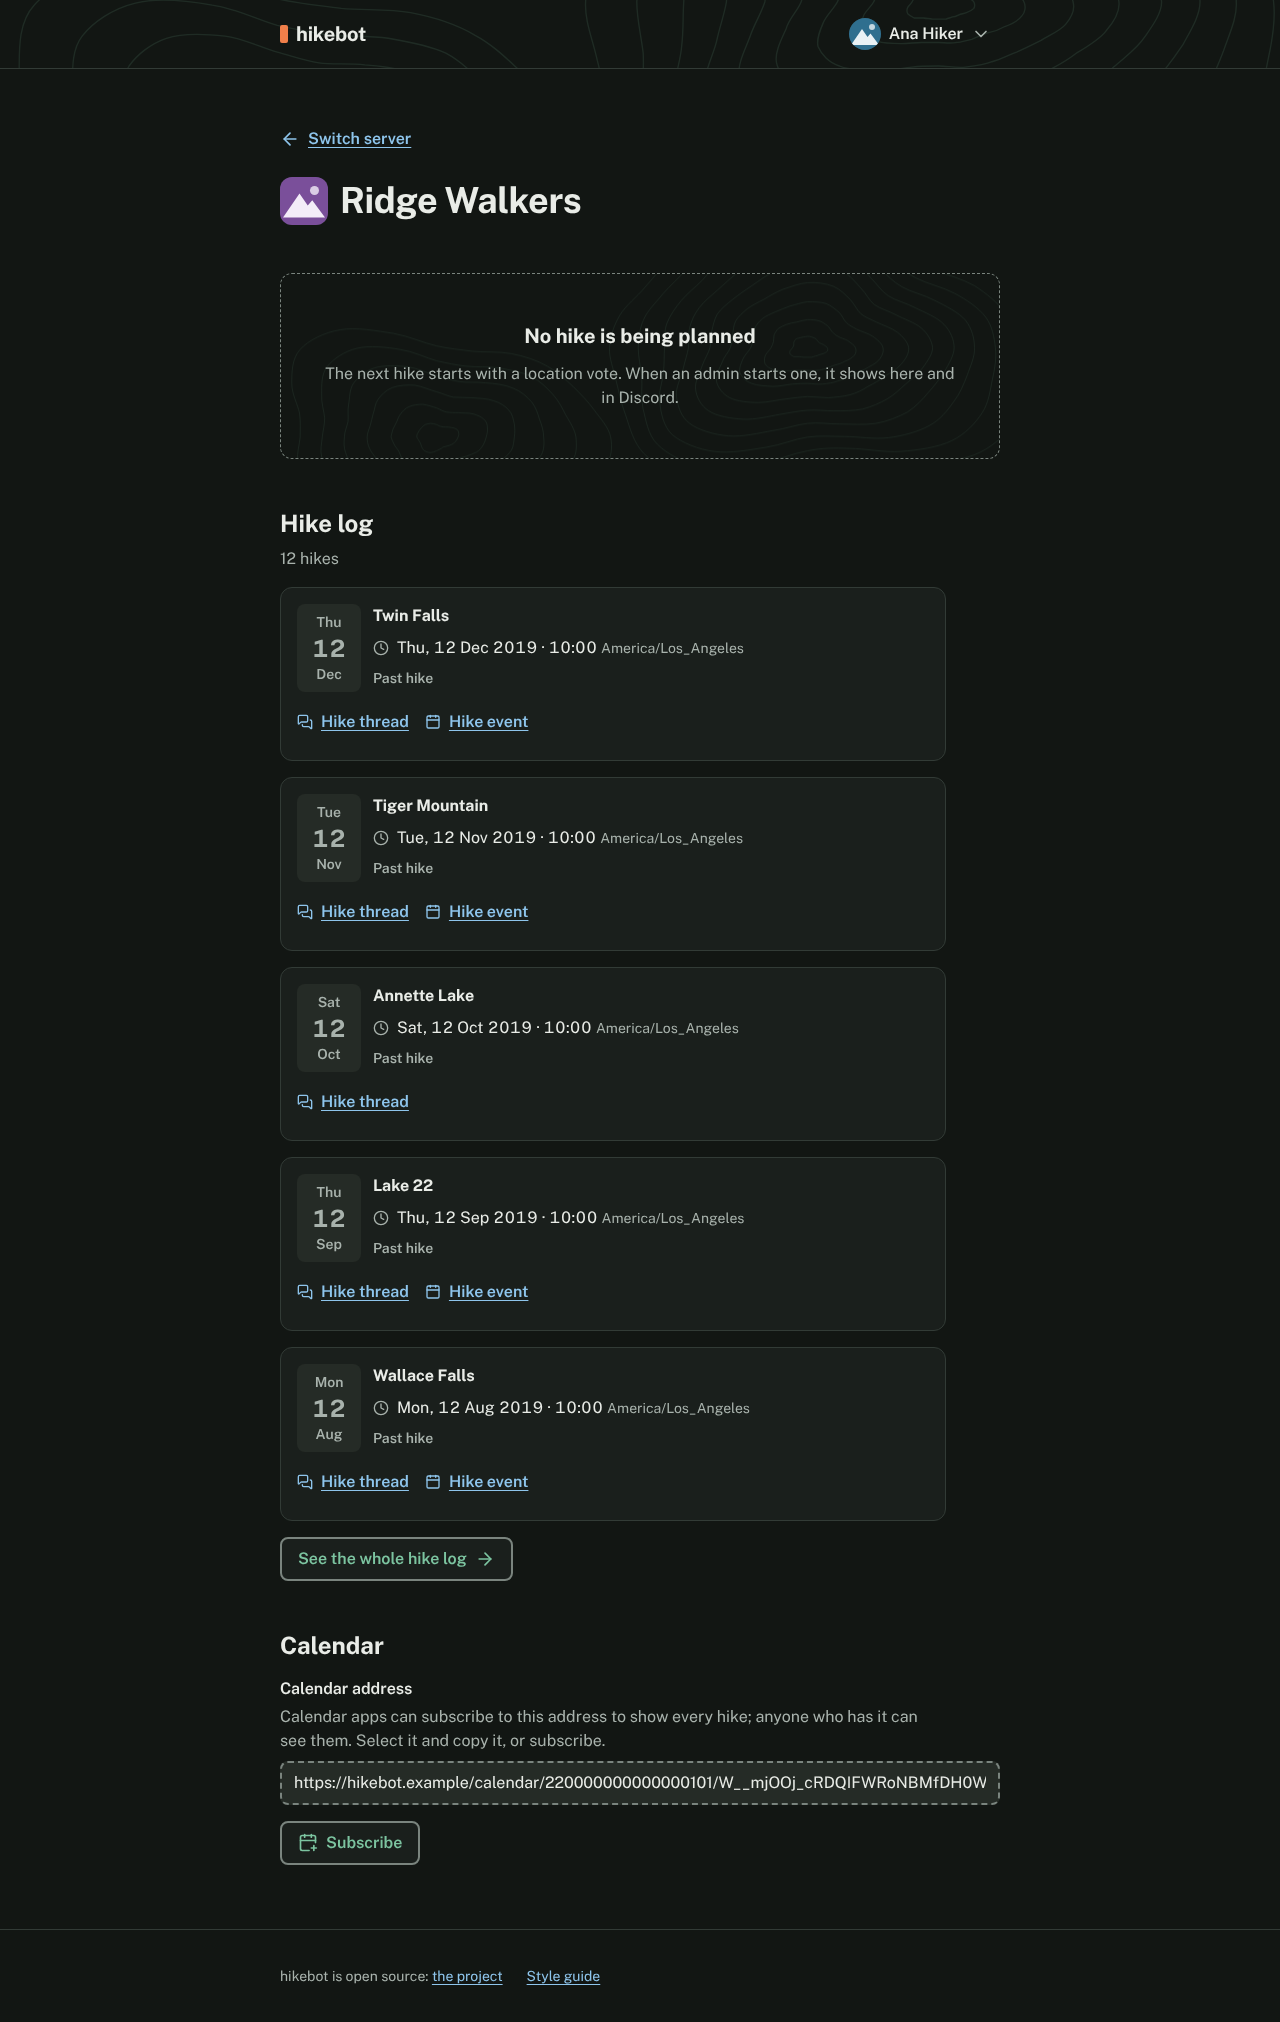 hikebot
Ana Hiker
Switch server
Ridge Walkers
No hike is being planned
The next hike starts with a location vote. When an admin starts one, it shows here and
in Discord.
Hike log
12 hikes
Thu
12
Dec
Twin Falls
Thu, 12 Dec 2019 · 10:00 America/Los_Angeles
Past hike
Hike thread
Hike event
Tue
12
Nov
Tiger Mountain
Tue, 12 Nov 2019 · 10:00 America/Los_Angeles
Past hike
Hike thread
Hike event
Sat
12
Oct
Annette Lake
Sat, 12 Oct 2019 · 10:00 America/Los_Angeles
Past hike
Hike thread
Thu
12
Sep
Lake 22
Thu, 12 Sep 2019 · 10:00 America/Los_Angeles
Past hike
Hike thread
Hike event
Mon
12
Aug
Wallace Falls
Mon, 12 Aug 2019 · 10:00 America/Los_Angeles
Past hike
Hike thread
Hike event
See the whole hike log
Calendar
Calendar address
Calendar apps can subscribe to this address to show every hike; anyone who has it can
see them. Select it and copy it, or subscribe.
https://hikebot.example/calendar/220000000000000101/W__mjOOj_cRDQIFWRoNBMfDH0W
Subscribe
hikebot is open source: the project
Style guide